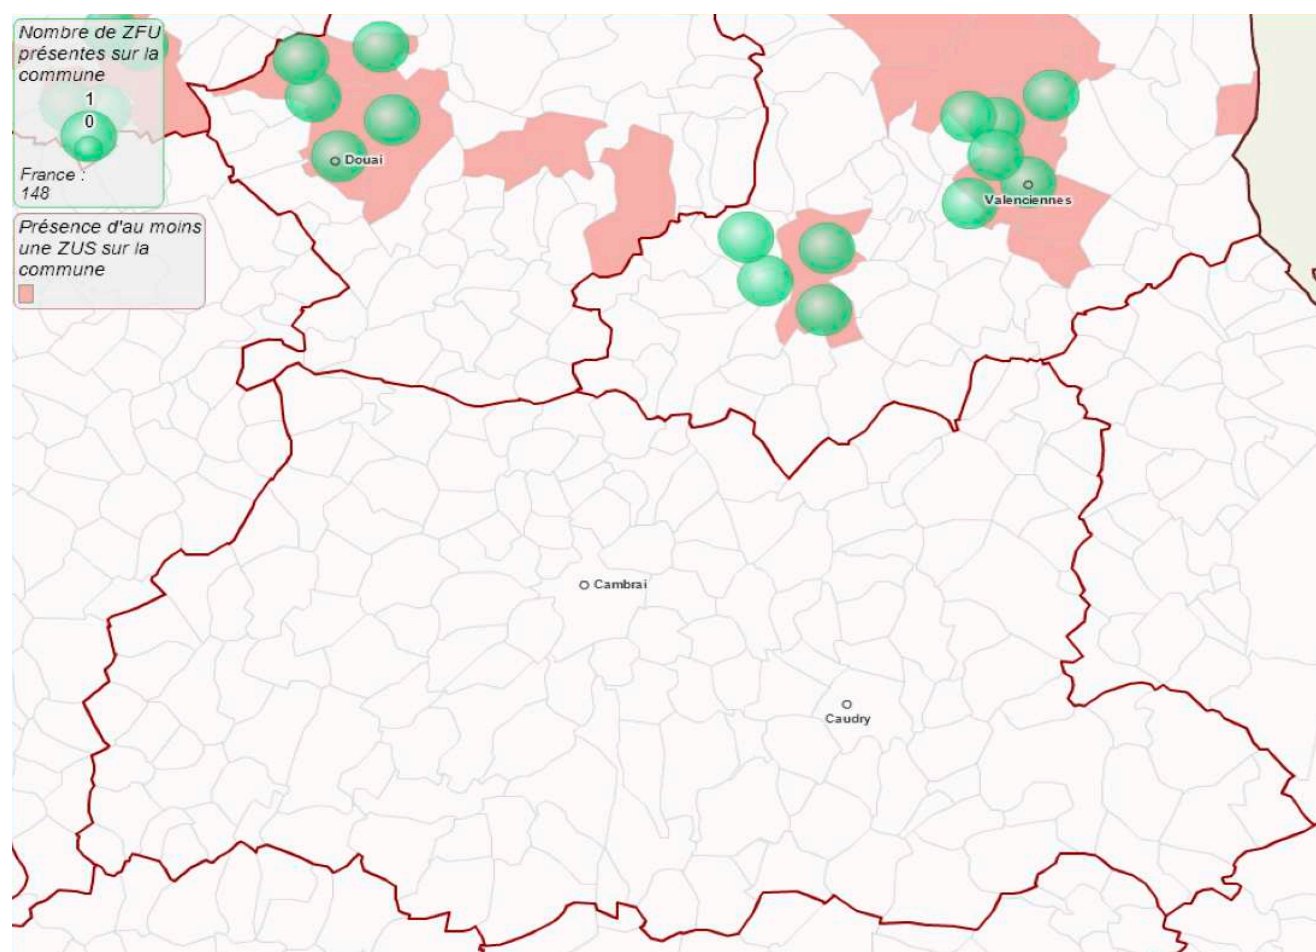 Nombre de ZFU
présentes sur la
commune
1
0
France :
148
Présence d'au moins
une ZUS sur la
commune
Douai
Valenciennes
Cambrai
Caudry